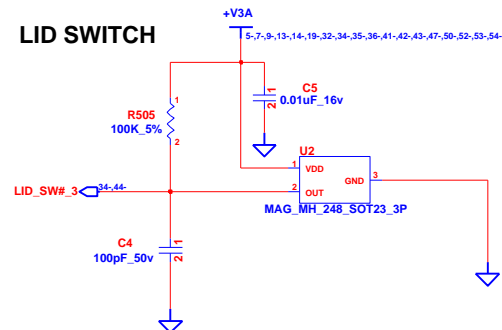 +V3A
LID SWITCH
5-,7-,9-,13-,14-,19-,32-,34-,35-,36-,41-,42-,43-,47-,50-,52-,53-,54-
C5
0.01uF_16v
1
2
R505
100K_5%
1
2
U2
1
VDD
GND
3
LID_SW#_3
34-,44-
2
OUT
MAG_MH_248_SOT23_3P
C4
100pF_50v
1
2